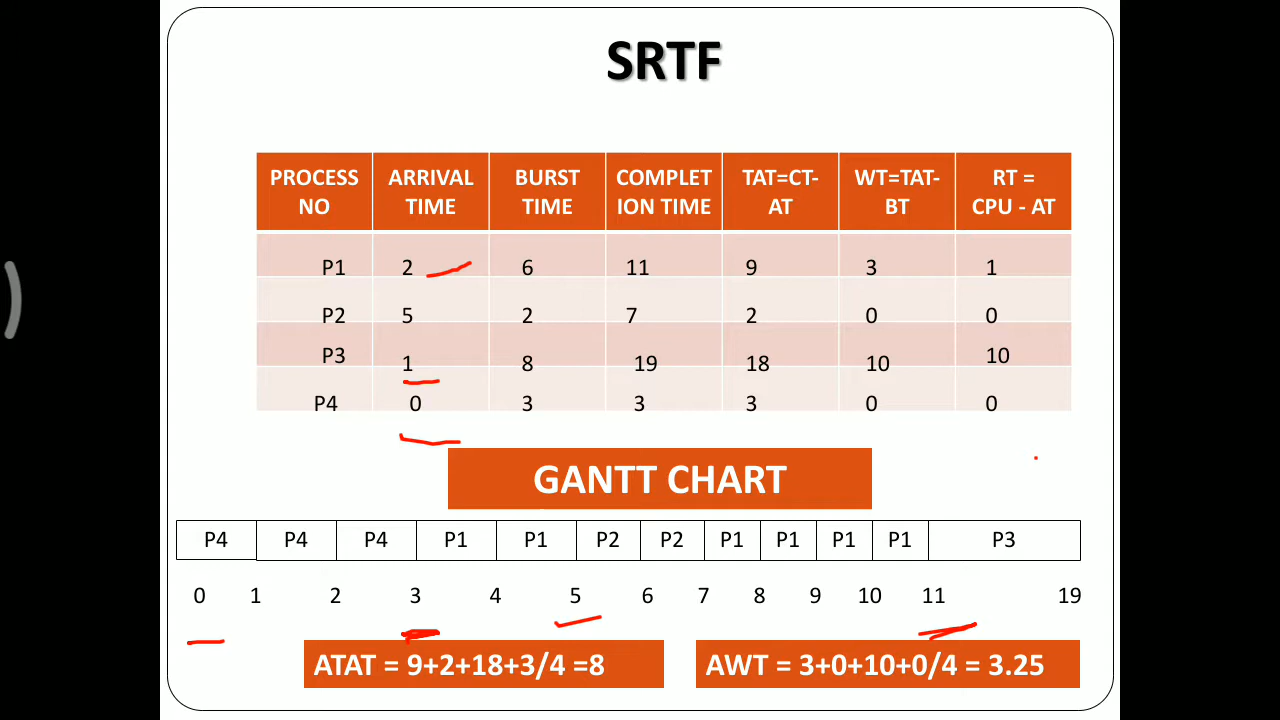 SRTF
PROCESS NO ARRIVAL TIME BURST TIME COMPLET ION TIME TAT=CT-AT WT=TAT-BT RT = CPU - AT
P1 2 6 11 9 3 1
P2 5 2 7 2 0 0
P3 1 8 19 18 10 10
P4 0 3 3 3 0 0
GANTT CHART
P4 P4 P4 P1 P1 P2 P2 P1 P1 P1 P1 P3
0 1 2 3 4 5 6 7 8 9 10 11 19
ATAT = 9+2+18+3/4 =8
AWT = 3+0+10+0/4 = 3.25